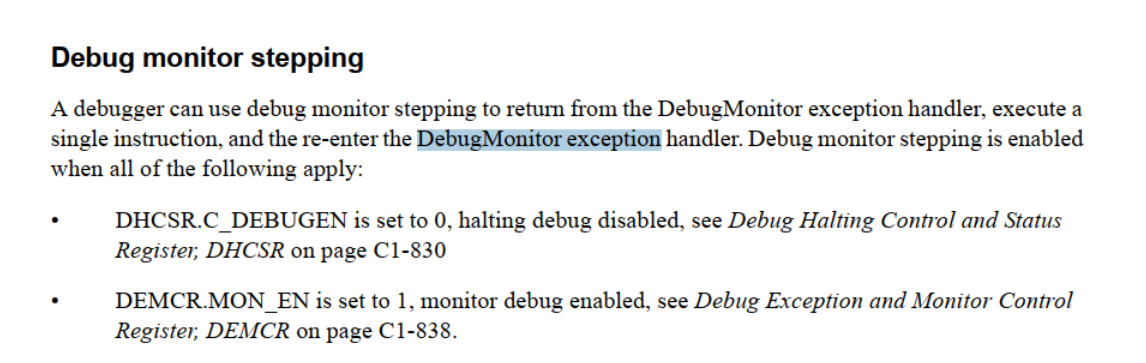 Debug monitor stepping
A debugger can use debug monitor stepping to return from the DebugMonitor exception handler, execute a
single instruction, and the re-enter the DebugMonitor exception handler. Debug monitor stepping is enabled
when all of the following apply:
• DHCSR.C_DEBUGEN is set to 0, halting debug disabled, see Debug Halting Control and Status
Register, DHCSR on page C1-830
• DEMCR.MON_EN is set to 1, monitor debug enabled, see Debug Exception and Monitor Control
Register, DEMCR on page C1-838.